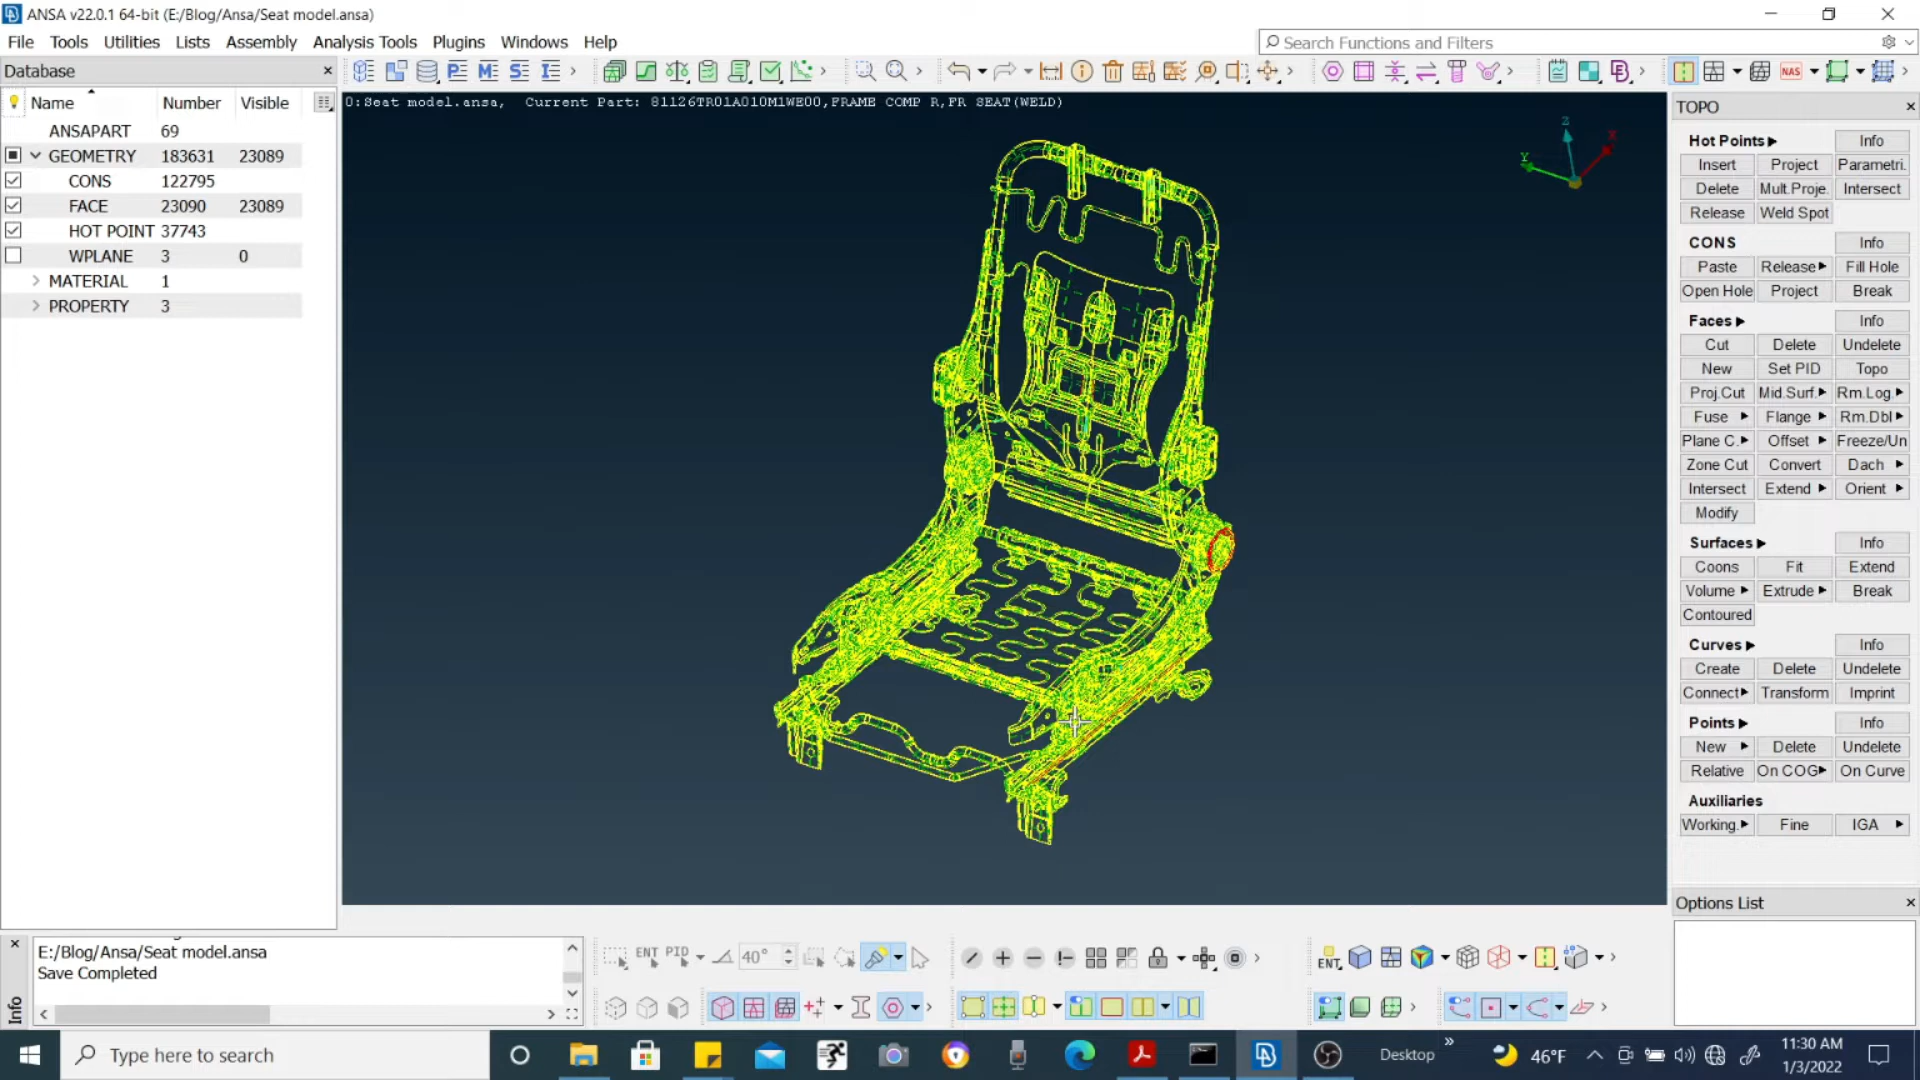 ANSA v22.0.1 64-bit (E:/Blog/Ansa/Seat model.ansa)
File Tools Utilities Lists Assembly Analysis Tools Plugins Windows Help
Search Functions and Filters
Database
Name Number Visible
ANSAPART 69
GEOMETRY 183631 23089
CONS 122795
FACE 23090 23089
HOT POINT 37743
WPLANE 3 0
MATERIAL 1
PROPERTY 3
0:Seat model.ansa, Current Part: 81126TR01A010M1WE00,FRAME COMP R,FR SEAT(WELD)
Z
X
Y
NAS
TOPO
Hot Points Info
Insert Project Parametri.
Delete Mult.Proje. Intersect
Release Weld Spot
CONS Info
Paste Release Fill Hole
Open Hole Project Break
Faces Info
Cut Delete Undelete
New Set PID Topo
Proj.Cut Mid.Surf. Rm.Log.
Fuse Flange Rm.Dbl
Plane C. Offset Freeze/Un
Zone Cut Convert Dach
Intersect Extend Orient
Modify
Surfaces Info
Coons Fit Extend
Volume Extrude Break
Contoured
Curves Info
Create Delete Undelete
Connect Transform Imprint
Points Info
New Delete Undelete
Relative On COG On Curve
Auxiliaries
Working. Fine IGA
Options List
Info
E:/Blog/Ansa/Seat model.ansa
Save Completed
ENT PID 40°
ENT
Type here to search
Desktop
46°F
11:30 AM
1/3/2022